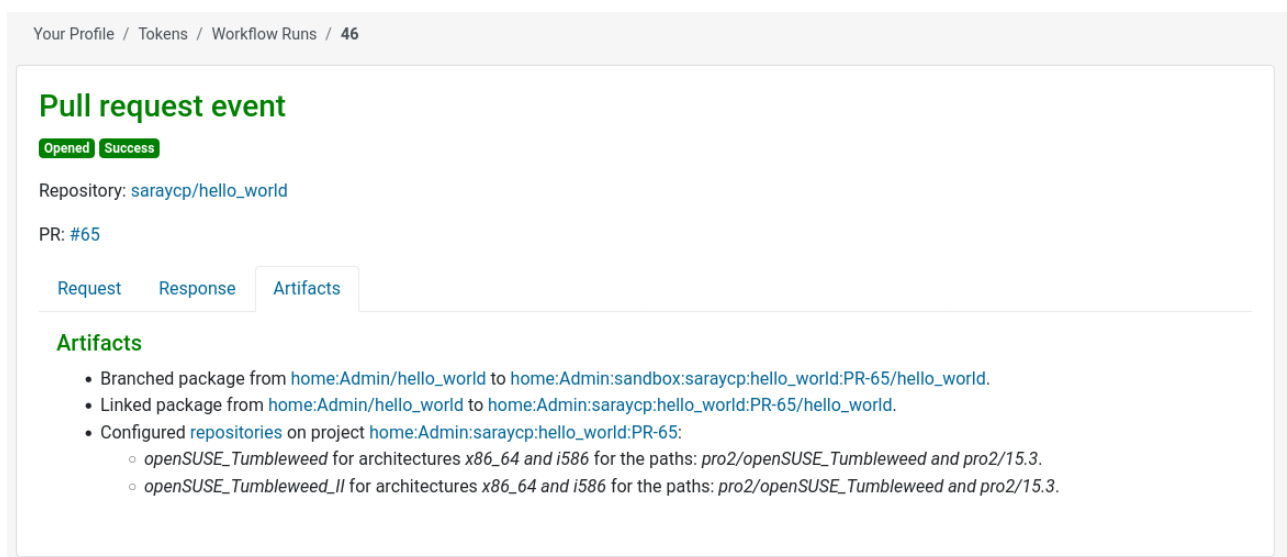 Your Profile / Tokens / Workflow Runs / 46
Pull request event
Opened Success
Repository: saraycp/hello_world
PR: #65
Request Response Artifacts
Artifacts
• Branched package from home:Admin/hello_world to home:Admin:sandbox:saraycp:hello_world:PR-65/hello_world.
• Linked package from home:Admin/hello_world to home:Admin:saraycp:hello_world:PR-65/hello_world.
• Configured repositories on project home:Admin:saraycp:hello_world:PR-65:
◦ openSUSE_Tumbleweed for architectures x86_64 and i586 for the paths: pro2/openSUSE_Tumbleweed and pro2/15.3.
◦ openSUSE_Tumbleweed_II for architectures x86_64 and i586 for the paths: pro2/openSUSE_Tumbleweed and pro2/15.3.